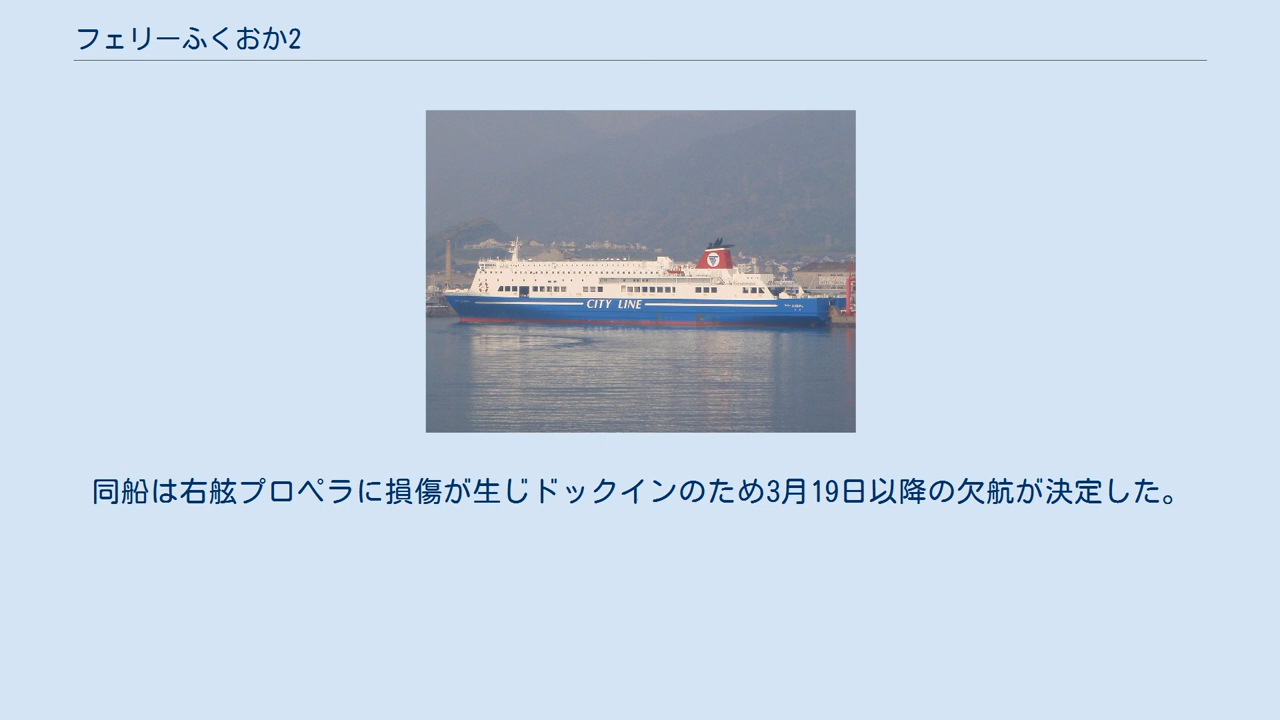 フェリーふくおか2
CITY LINE
同船は右舷プロペラに損傷が生じドックインのため3月19日以降の欠航が決定した。